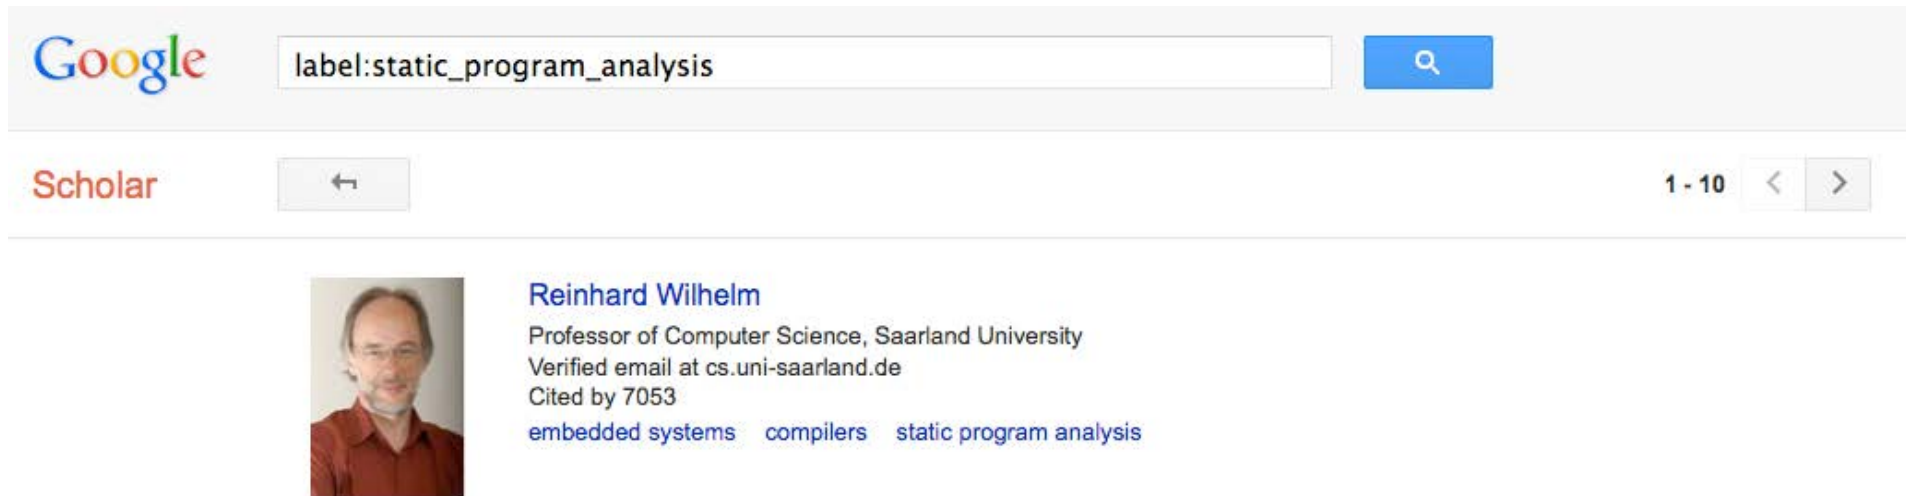 Google
label:static_program_analysis
Scholar
1 - 10
Reinhard Wilhelm
Professor of Computer Science, Saarland University
Verified email at cs.uni-saarland.de
Cited by 7053
embedded systems compilers static program analysis